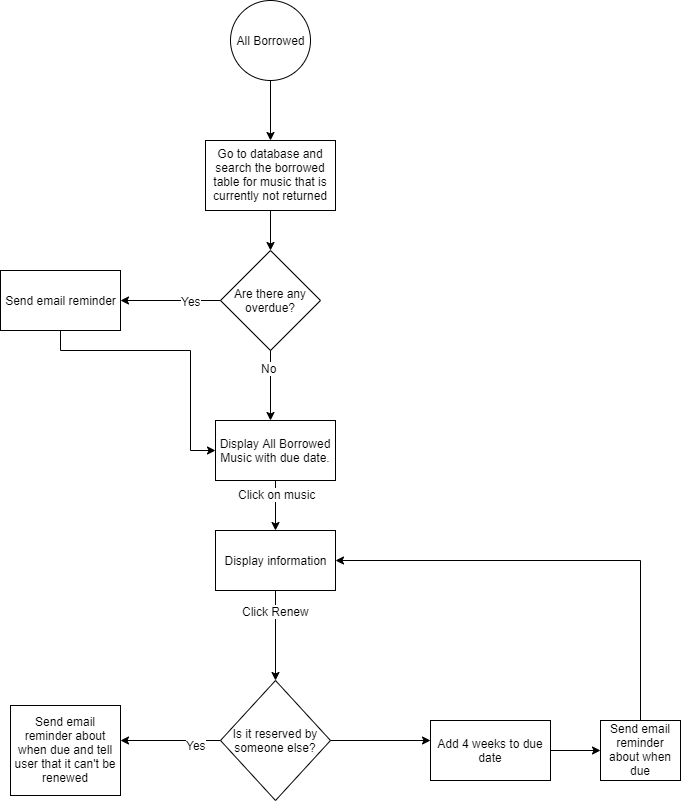 All Borrowed
Go to database and
search the borrowed
table for music that is
currently not returned
Are there any
overdue?
Yes
Send email reminder
No
Display All Borrowed
Music with due date.
Click on music
Display information
Click Renew
Is it reserved by
someone else?
Yes
Send email
reminder about
when due and tell
user that it can't be
renewed
Add 4 weeks to due
date
Send email
reminder
about when
due